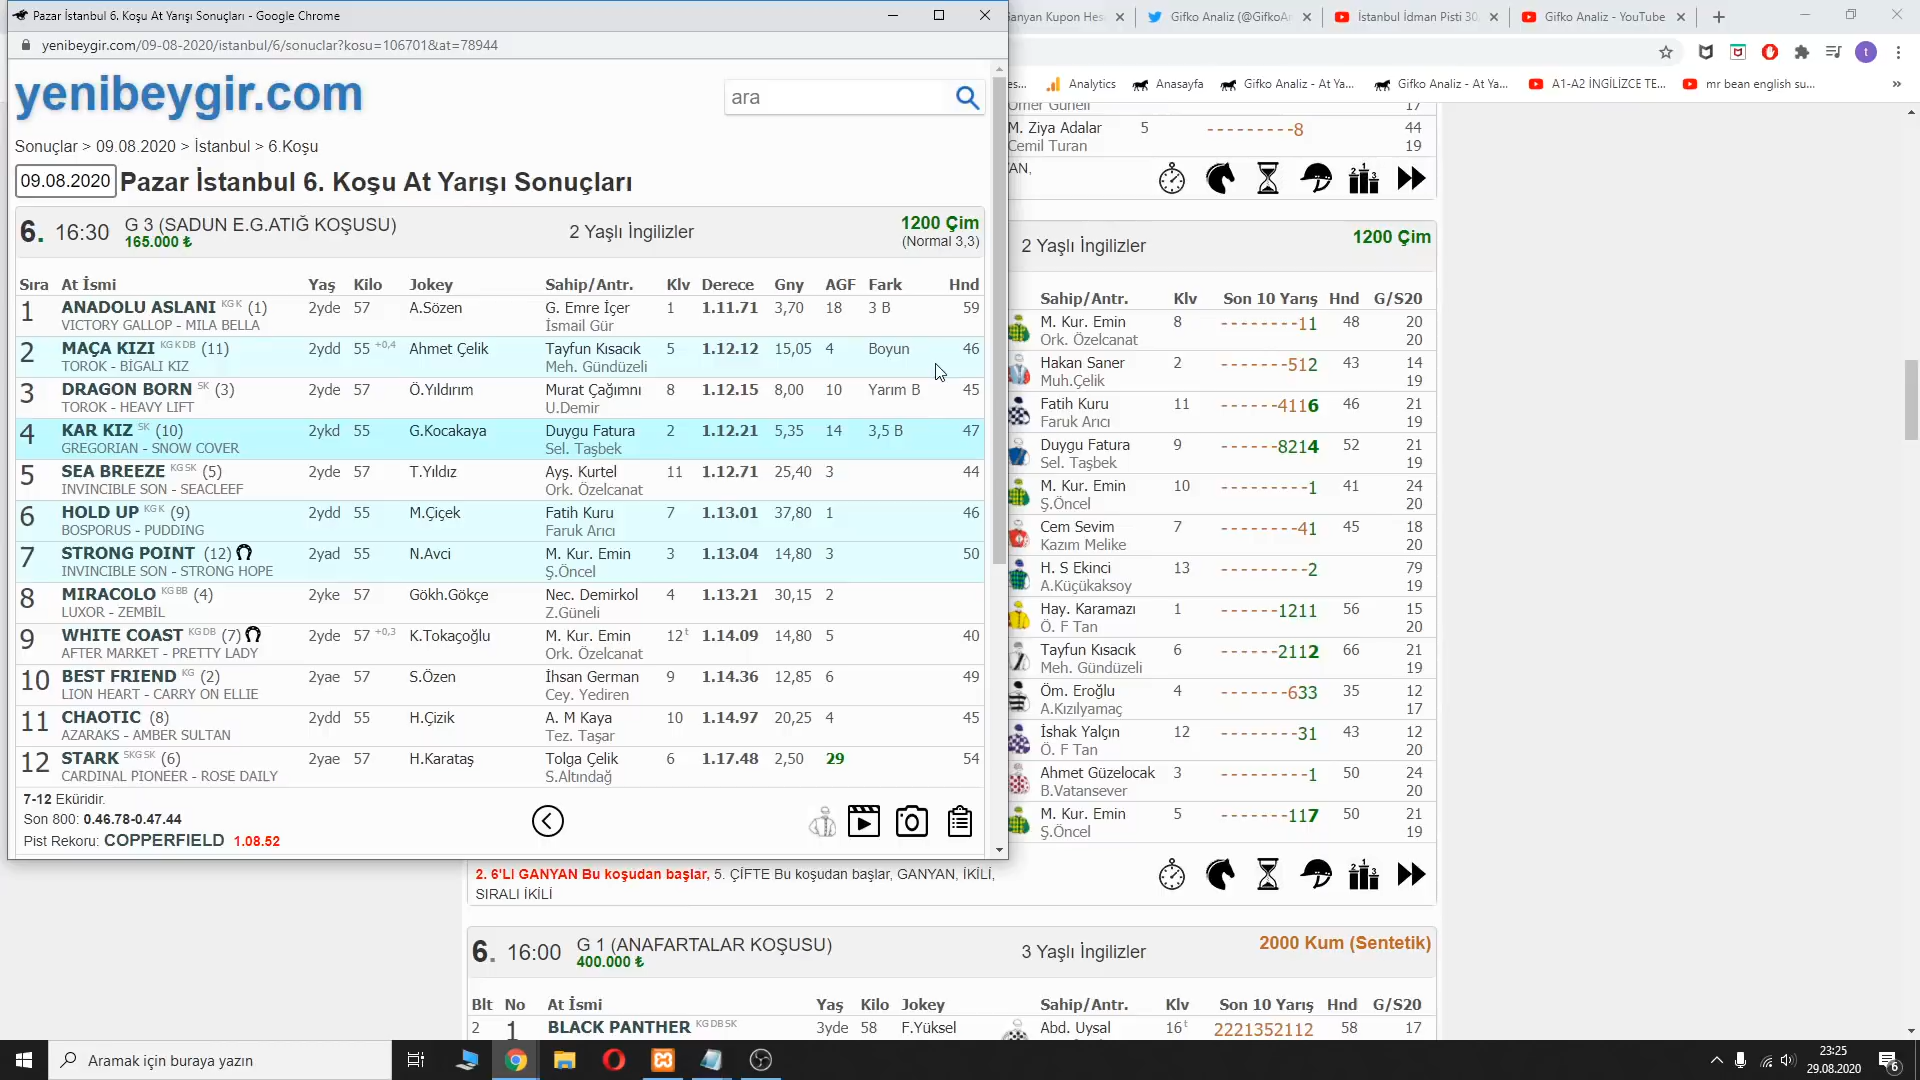 Pazar İstanbul 6. Koşu At Yarışı Sonuçları - Google Chrome
yenibeygir.com/09-08-2020/istanbul/6/sonuclar?kosu=106701&at=78944
yenibeygir.com
ara
Sonuçlar > 09.08.2020 > İstanbul > 6.Koşu
09.08.2020 Pazar İstanbul 6. Koşu At Yarışı Sonuçları
6. 16:30 G 3 (SADUN E.G.ATIĞ KOŞUSU) 2 Yaşlı İngilizler 1200 Çim
165.000 ₺ (Normal 3,3)
Sıra At İsmi Yaş Kilo Jokey Sahip/Antr. Klv Derece Gny AGF Fark Hnd
1 ANADOLU ASLANI KG K (1) 2yde 57 A.Sözen G. Emre İçer 1 1.11.71 3,70 18 3 B 59
VICTORY GALLOP - MILA BELLA İsmail Gür
2 MAÇA KIZI KG K DB (11) 2ydd 55 +0,4 Ahmet Çelik Tayfun Kısacık 5 1.12.12 15,05 4 Boyun 46
TOROK - BİGALI KIZ Meh. Gündüzeli
3 DRAGON BORN SK (3) 2yde 57 Ö.Yıldırım Murat Çağımnı 8 1.12.15 8,00 10 Yarım B 45
TOROK - HEAVY LIFT U.Demir
4 KAR KIZ SK (10) 2ykd 55 G.Kocakaya Duygu Fatura 2 1.12.21 5,35 14 3,5 B 47
GREGORIAN - SNOW COVER Sel. Taşbek
5 SEA BREEZE KG SK (5) 2yde 57 T.Yıldız Ayş. Kurtel 11 1.12.71 25,40 3 44
INVINCIBLE SON - SEACLEEF Ork. Özelcanat
6 HOLD UP KG K (9) 2ydd 55 M.Çiçek Fatih Kuru 7 1.13.01 37,80 1 46
BOSPORUS - PUDDING Faruk Arıcı
7 STRONG POINT (12) 2yad 55 N.Avci M. Kur. Emin 3 1.13.04 14,80 3 50
INVINCIBLE SON - STRONG HOPE Ş.Öncel
8 MIRACOLO KG BB (4) 2yke 57 Gökh.Gökçe Nec. Demirkol 4 1.13.21 30,15 2
LUXOR - ZEMBİL Z.Güneli
9 WHITE COAST KG DB (7) 2yde 57 +0,3 K.Tokaçoğlu M. Kur. Emin 12 t 1.14.09 14,80 5 40
AFTER MARKET - PRETTY LADY Ork. Özelcanat
10 BEST FRIEND KG (2) 2yae 57 S.Özen İhsan German 9 1.14.36 12,85 6 49
LION HEART - CARRY ON ELLIE Cey. Yediren
11 CHAOTIC (8) 2ydd 55 H.Çizik A. M Kaya 10 1.14.97 20,25 4 45
AZARAKS - AMBER SULTAN Tez. Taşar
12 STARK SKG SK (6) 2yae 57 H.Karataş Tolga Çelik 6 1.17.48 2,50 29 54
CARDINAL PIONEER - ROSE DAILY S.Altındağ
7-12 Eküridir.
Son 800: 0.46.78-0.47.44
Pist Rekoru: COPPERFIELD 1.08.52
Ganyan Kupon Hes
Gifko Analiz (@GifkoAn
İstanbul İdman Pisti 30.
Gifko Analiz - YouTube
t
es...
Analytics
Anasayfa
Gifko Analiz - At Ya...
Gifko Analiz - At Ya...
A1-A2 İNGİLİZCE TE...
mr bean english su...
»
Ömer Güneli 17
M. Ziya Adalar 5 ---------8 44
Cemil Turan 19
YAN,
2 Yaşlı İngilizler 1200 Çim
Sahip/Antr. Klv Son 10 Yarış Hnd G/S20
M. Kur. Emin 8 --------11 48 20
Ork. Özelcanat 20
Hakan Saner 2 -------512 43 14
Muh.Çelik 19
Fatih Kuru 11 ------4116 46 21
Faruk Arıcı 19
Duygu Fatura 9 ------8214 52 21
Sel. Taşbek 19
M. Kur. Emin 10 ---------1 41 24
Ş.Öncel 20
Cem Sevim 7 --------41 45 18
Kazım Melike 20
H. S Ekinci 13 ---------2 79
A.Küçükaksoy 19
Hay. Karamazı 1 ------1211 56 15
Ö. F Tan 20
Tayfun Kısacık 6 ------2112 66 21
Meh. Gündüzeli 19
Öm. Eroğlu 4 -------633 35 12
A.Kızılyamaç 17
İshak Yalçın 12 --------31 43 12
Ö. F Tan 20
Ahmet Güzelocak 3 ---------1 50 24
B.Vatansever 20
M. Kur. Emin 5 -------117 50 21
Ş.Öncel 19
2. 6'LI GANYAN Bu koşudan başlar, 5. ÇİFTE Bu koşudan başlar, GANYAN, İKİLİ,
SIRALI İKİLİ
6. 16:00 G 1 (ANAFARTALAR KOŞUSU) 3 Yaşlı İngilizler 2000 Kum (Sentetik)
400.000 ₺
Blt No At İsmi Yaş Kilo Jokey Sahip/Antr. Klv Son 10 Yarış Hnd G/S20
2 1 BLACK PANTHER KG DB SK 3yde 58 F.Yüksel Abd. Uysal 16 t 2221352112 58 17
Aramak için buraya yazın
23:25
29.08.2020
6